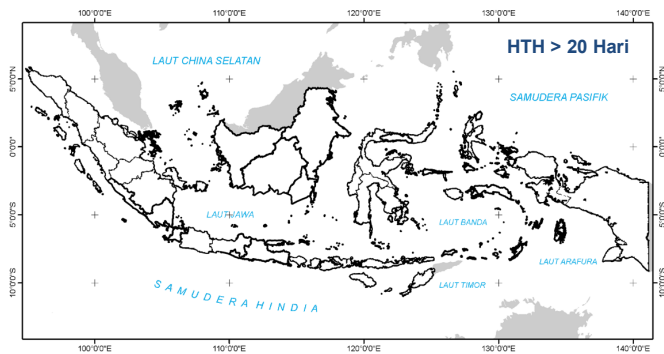 100°0'0"E 110°0'0"E 120°0'0"E 130°0'0"E 140°0'0"E
HTH > 20 Hari
LAUT CHINA SELATAN
5°0'0"N 5°0'0"N
SAMUDERA PASIFIK
0°0'0" 0°0'0"
LAUT JAWA
LAUT BANDA
5°0'0"S 5°0'0"S
LAUT ARAFURA
LAUT TIMOR
10°0'0"S 10°0'0"S
SAMUDERA HINDIA
100°0'0"E 110°0'0"E 120°0'0"E 130°0'0"E 140°0'0"E